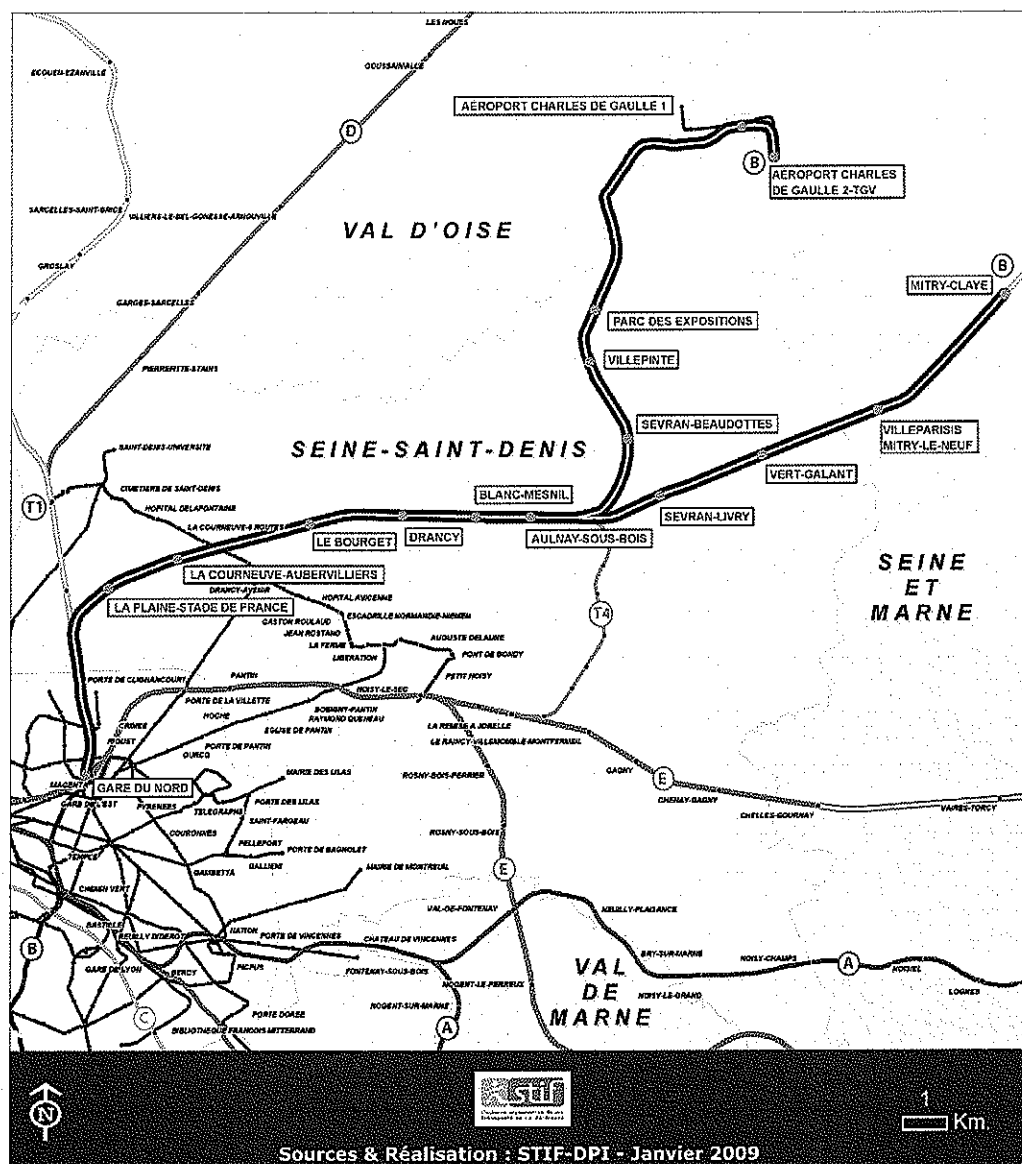 LES NOUES
GOUSSAINVILLE
ECOUEN-EZANVILLE
AÉROPORT CHARLES DE GAULLE 1
D
B
AÉROPORT CHARLES
DE GAULLE 2-TGV
SARCELLES-SAINT-BRICE
VILLIERS-LE-BEL-GONESSE-ARNOUVILLE
VAL D'OISE
GROSLAY
B
MITRY-CLAYE
GARGES-SARCELLES
PARC DES EXPOSITIONS
VILLEPINTE
PIERREFITTE-STAINS
SEVRAN-BEAUDOTTES
VILLEPARISIS
MITRY-LE-NEUF
SAINT-DENIS-UNIVERSITE
SEINE-SAINT-DENIS
VERT-GALANT
CIMETIERE DE SAINT-DENIS
BLANC-MESNIL
T1
HOPITAL DELAFONTAINE
SEVRAN-LIVRY
LA COURNEUVE-6 ROUTES
LE BOURGET
DRANCY
AULNAY-SOUS-BOIS
SEINE
ET
MARNE
LA COURNEUVE-AUBERVILLIERS
DRANCY-AVENIR
HOPITAL AVICENNE
LA PLAINE-STADE DE FRANCE
ESCADRILLE NORMANDIE-NIEMEN
T4
GASTON ROULAUD
JEAN ROSTAND
AUGUSTE DELAUNE
LA FERME
LIBERATION
PONT DE BONDY
PETIT NOISY
PORTE DE CLIGNANCOURT
PANTIN
NOISY-LE-SEC
PORTE DE LA VILLETTE
BOBIGNY-PANTIN
RAYMOND QUENEAU
HOCHE
CRIMEE
EGLISE DE PANTIN
LA REMISE A JORELLE
RIQUET
LE RAINCY-VILLEMOMBLE-MONTFERMEIL
PORTE DE PANTIN
OURCQ
GAGNY
MAGENTA
GARE DU NORD
MAIRIE DES LILAS
ROSNY-BOIS-PERRIER
E
CHENAY-GAGNY
GARE DE L'EST
PYRENEES
TELEGRAPHE
PORTE DES LILAS
VAIRES-TORCY
CHELLES-GOURNAY
SAINT-FARGEAU
COURONNES
ROSNY-SOUS-BOIS
PELLEPORT
PORTE DE BAGNOLET
TEMPLE
GALLIENI
MAIRIE DE MONTREUIL
GAMBETTA
E
CHEMIN VERT
VAL-DE-FONTENAY
NEUILLY-PLAISANCE
BASTILLE
REUILLY DIDEROT
NATION
PORTE DE VINCENNES
CHATEAU DE VINCENNES
B
BRY-SUR-MARNE
NOISY-CHAMPS
A
GARE DE LYON
BERCY
PICPUS
FONTENAY-SOUS-BOIS
VAL
DE
MARNE
NOISIEL
NOGENT-LE-PERREUX
NOISY-LE-GRAND
LOGNES
NOGENT-SUR-MARNE
C
PORTE DOREE
A
BIBLIOTHEQUE FRANCOIS MITTERRAND
N
stif
1
Km
Sources & Réalisation : STIF-DPI - Janvier 2009